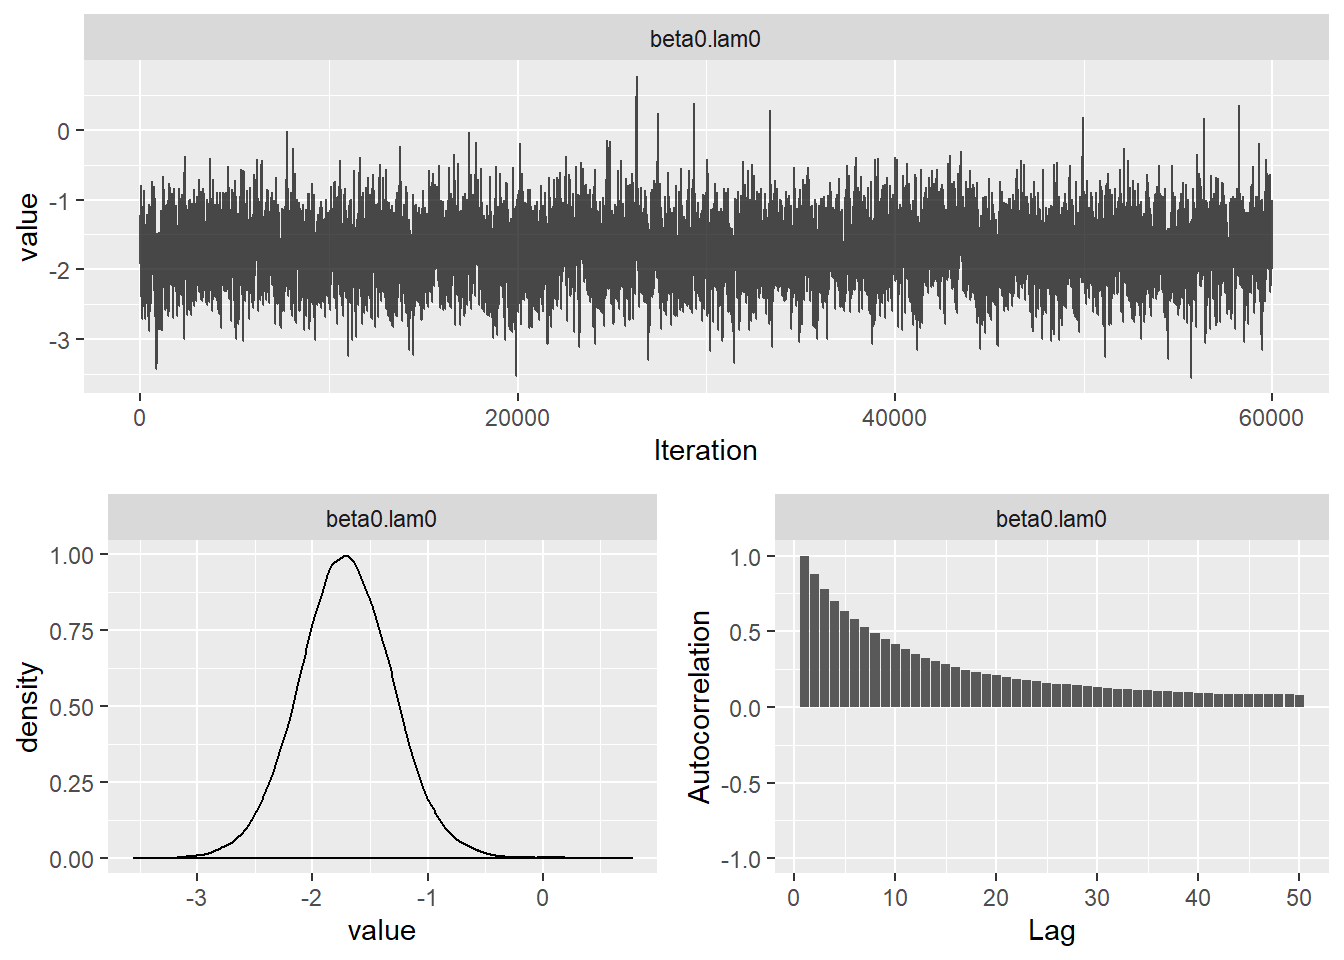 beta0.lam0
value
0
-1
-2
-3
0 20000 40000 60000
Iteration
beta0.lam0
density
1.00
0.75
0.50
0.25
0.00
-3 -2 -1 0
value
beta0.lam0
Autocorrelation
1.0
0.5
0.0
-0.5
-1.0
0 10 20 30 40 50
Lag